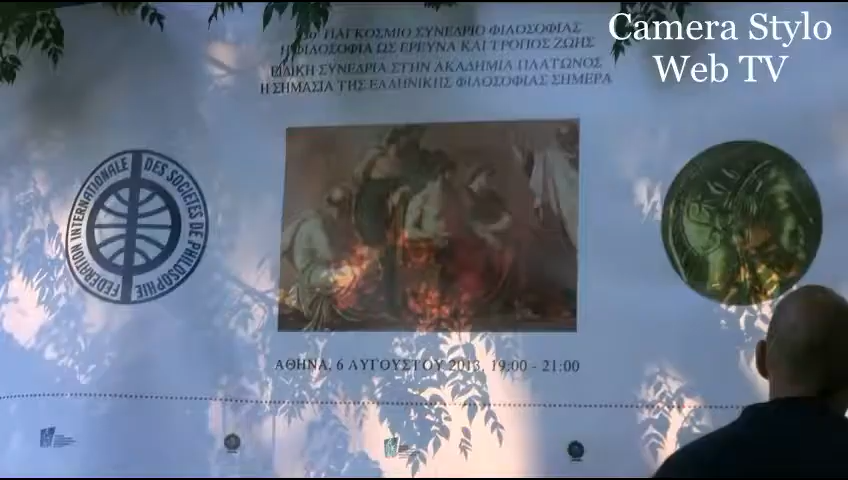 Camera Stylo
Web TV
ΠΑΓΚΟΣΜΙΟ ΣΥΝΕΔΡΙΟ ΦΙΛΟΣΟΦΙΑΣ
Η ΦΙΛΟΣΟΦΙΑ ΩΣ ΕΡΕΥΝΑ ΚΑΙ ΤΡΟΠΟΣ ΖΩΗΣ
ΕΙΔΙΚΗ ΣΥΝΕΔΡΙΑ ΣΤΗΝ ΑΚΑΔΗΜΙΑ ΠΛΑΤΩΝΟΣ
Η ΣΗΜΑΣΙΑ ΤΗΣ ΕΛΛΗΝΙΚΗΣ ΦΙΛΟΣΟΦΙΑΣ ΣΗΜΕΡΑ
FEDERATION INTERNATIONALE DES SOCIETES DE PHILOSOPHIE
ΑΘΗΝΑ, 6 ΑΥΓΟΥΣΤΟΥ 2013, 19:00 - 21:00